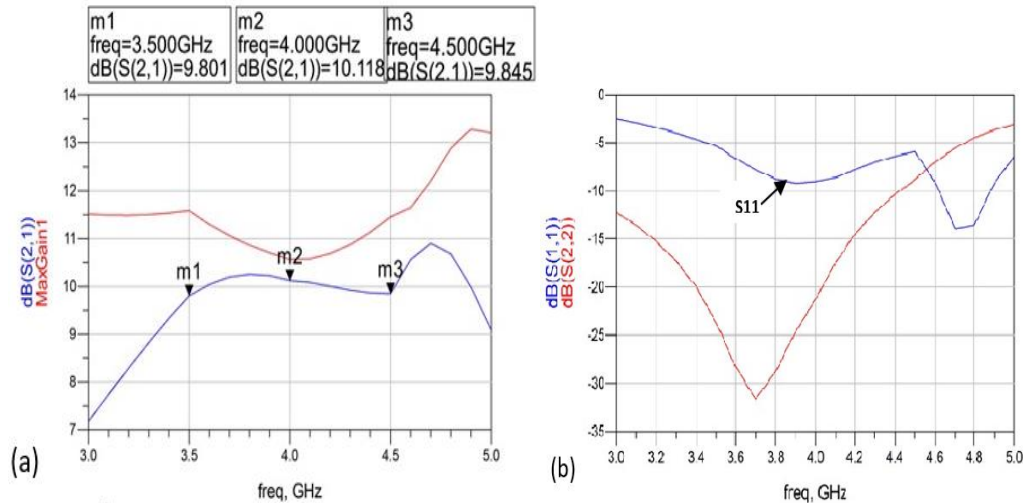 m1
freq=3.500GHz
dB(S(2,1))=9.801
m2
freq=4.000GHz
dB(S(2,1))=10.118
m3
freq=4.500GHz
dB(S(2,1))=9.845
14
13
12
11
10
9
8
7
dB(S(2,1))
MaxGain1
m1
m2
m3
3.0
3.5
4.0
4.5
5.0
freq, GHz
(a)
0
-5
-10
-15
-20
-25
-30
-35
dB(S(1,1))
dB(S(2,2))
S11
3.0
3.2
3.4
3.6
3.8
4.0
4.2
4.4
4.6
4.8
5.0
freq, GHz
(b)